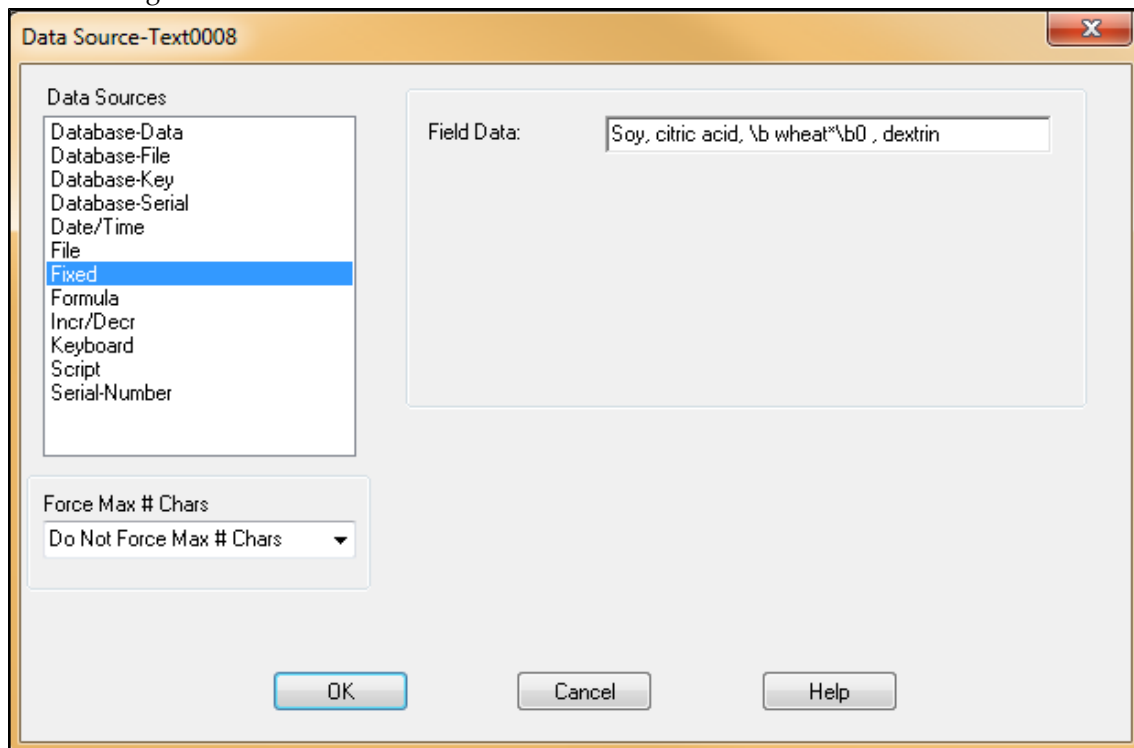 Data Source-Text0008
Data Sources
Database-Data
Database-File
Database-Key
Database-Serial
Date/Time
File
Fixed
Formula
Incr/Decr
Keyboard
Script
Serial-Number
Field Data: Soy, citric acid, \b wheat*\b0 , dextrin
Force Max # Chars
Do Not Force Max # Chars
OK Cancel Help